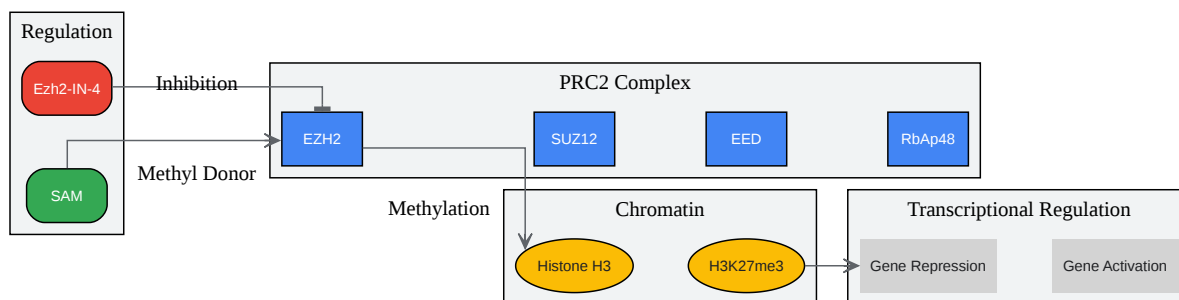 Regulation
Ezh2-IN-4
Inhibition
PRC2 Complex
EZH2
SUZ12
EED
RbAp48
Methyl Donor
SAM
Methylation
Chromatin
Transcriptional Regulation
Histone H3
H3K27me3
Gene Repression
Gene Activation